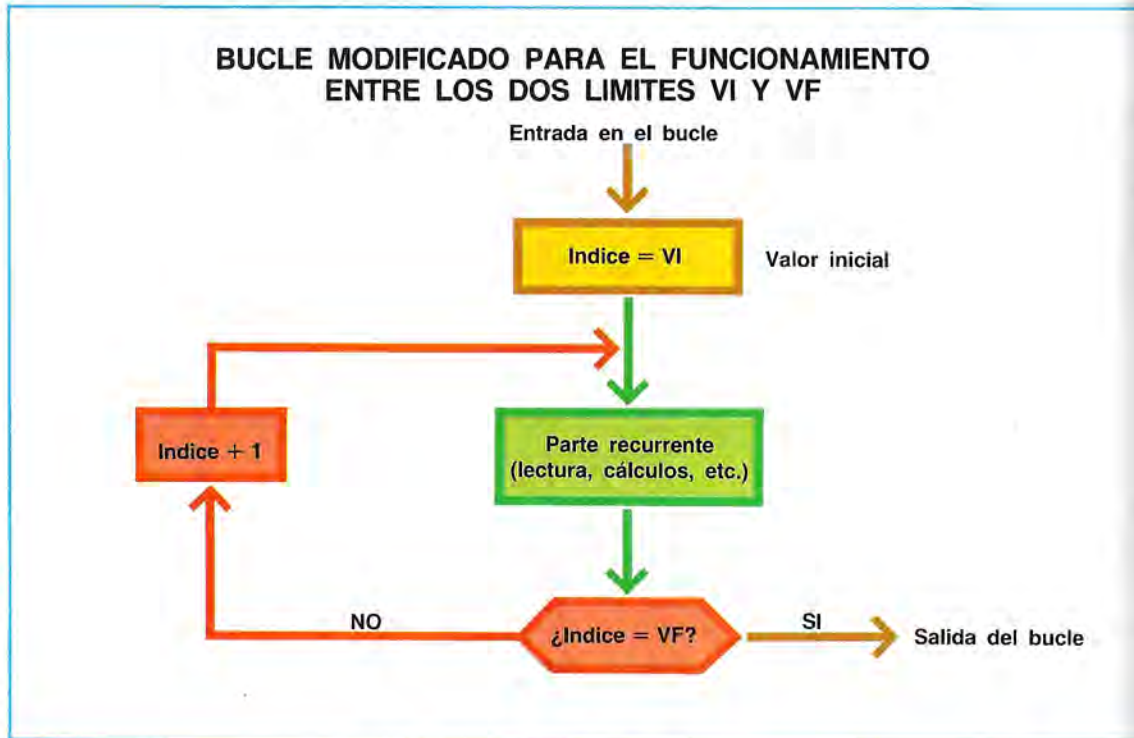 BUCLE MODIFICADO PARA EL FUNCIONAMIENTO
ENTRE LOS DOS LIMITES VI Y VF
Entrada en el bucle
Indice = VI
Valor inicial
Indice + 1
Parte recurrente
(lectura, cálculos, etc.)
NO
¿Indice = VF?
SI
Salida del bucle